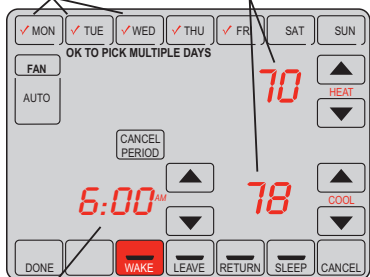 ✓ MON ✓ TUE ✓ WED ✓ THU ✓ FRI SAT SUN
OK TO PICK MULTIPLE DAYS
FAN
AUTO
70
HEAT
CANCEL
PERIOD
6:00 AM
78
COOL
DONE WAKE LEAVE RETURN SLEEP CANCEL